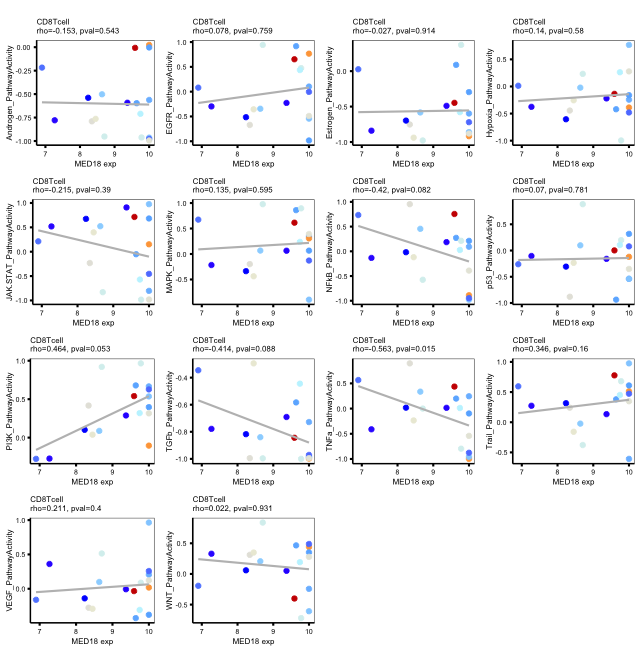 CD8Tcell
rho=-0.153, pval=0.543
Androgen_PathwayActivity
0.00
-0.25
-0.50
-0.75
-1.00
7
8
9
10
MED18 exp
CD8Tcell
rho=0.078, pval=0.759
EGFR_PathwayActivity
1.0
0.5
0.0
-0.5
-1.0
7
8
9
10
MED18 exp
CD8Tcell
rho=-0.027, pval=0.914
Estrogen_PathwayActivity
0.0
-0.5
-1.0
7
8
9
10
MED18 exp
CD8Tcell
rho=0.14, pval=0.58
Hypoxia_PathwayActivity
0.5
0.0
-0.5
-1.0
7
8
9
10
MED18 exp
CD8Tcell
rho=-0.215, pval=0.39
JAK.STAT_PathwayActivity
1.0
0.5
0.0
-0.5
-1.0
7
8
9
10
MED18 exp
CD8Tcell
rho=0.135, pval=0.595
MAPK_PathwayActivity
1.0
0.5
0.0
-0.5
7
8
9
10
MED18 exp
CD8Tcell
rho=-0.42, pval=0.082
NFkB_PathwayActivity
1.0
0.5
0.0
-0.5
-1.0
7
8
9
10
MED18 exp
CD8Tcell
rho=0.07, pval=0.781
p53_PathwayActivity
1.0
0.5
0.0
-0.5
-1.0
7
8
9
10
MED18 exp
CD8Tcell
rho=0.464, pval=0.053
PI3K_PathwayActivity
1.0
0.5
0.0
7
8
9
10
MED18 exp
CD8Tcell
rho=-0.414, pval=0.088
TGFb_PathwayActivity
-0.4
-0.6
-0.8
-1.0
7
8
9
10
MED18 exp
CD8Tcell
rho=-0.563, pval=0.015
TNFa_PathwayActivity
0.5
0.0
-0.5
-1.0
7
8
9
10
MED18 exp
CD8Tcell
rho=0.346, pval=0.16
Trail_PathwayActivity
1.0
0.5
0.0
-0.5
7
8
9
10
MED18 exp
CD8Tcell
rho=0.211, pval=0.4
VEGF_PathwayActivity
1.0
0.5
0.0
7
8
9
10
MED18 exp
CD8Tcell
rho=0.022, pval=0.931
WNT_PathwayActivity
0.5
0.0
-0.5
7
8
9
10
MED18 exp